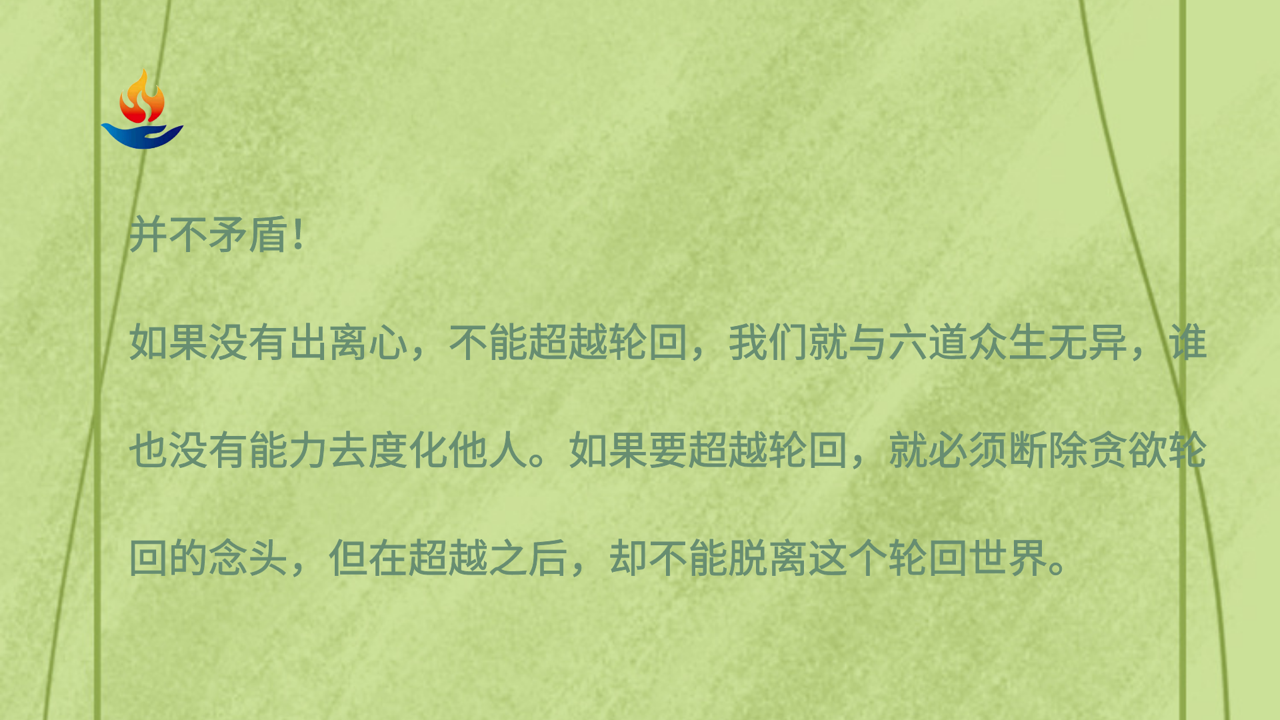 并不矛盾！
如果没有出离心，不能超越轮回，我们就与六道众生无异，谁
也没有能力去度化他人。如果要超越轮回，就必须断除贪欲轮
回的念头，但在超越之后，却不能脱离这个轮回世界。